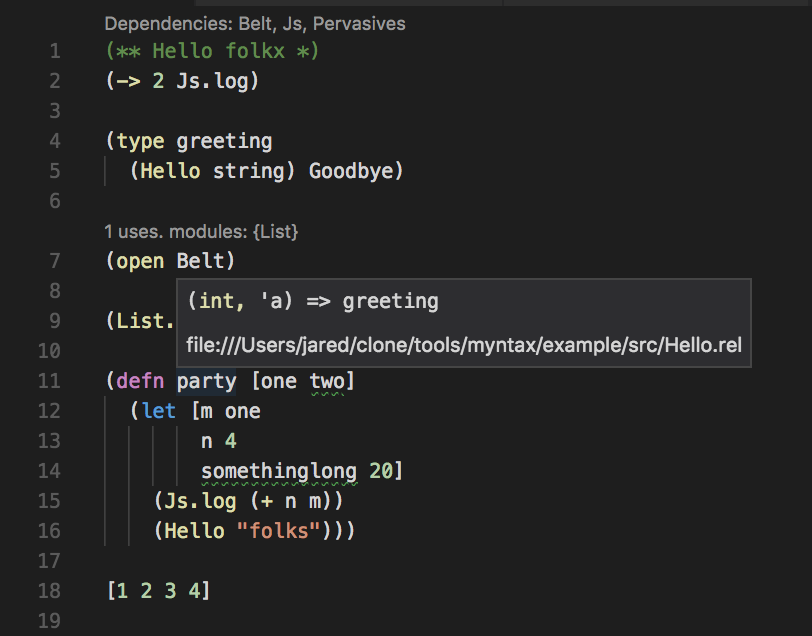 Dependencies: Belt, Js, Pervasives
1 (** Hello folkx *)
2 (-> 2 Js.log)
3
4 (type greeting
5 (Hello string) Goodbye)
6
1 uses. modules: {List}
7 (open Belt)
8
(int, 'a) => greeting
9 (List.
file:///Users/jared/clone/tools/myntax/example/src/Hello.rel
10
11 (defn party [one two]
12 (let [m one
13 n 4
14 somethinglong 20]
15 (Js.log (+ n m))
16 (Hello "folks")))
17
18 [1 2 3 4]
19